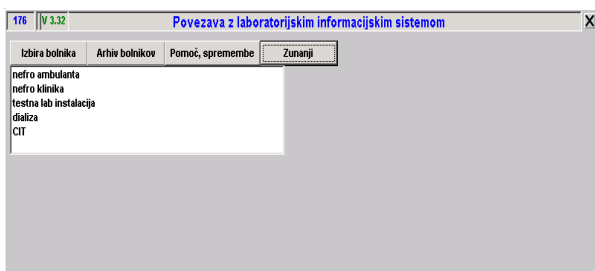 176 V 3.32 Povezava z laboratorijskim informacijskim sistemom X
Izbira bolnika Arhiv bolnikov Pomoč, spremembe Zunanji
nefro ambulanta
nefro klinika
testna lab instalacija
dializa
CIT